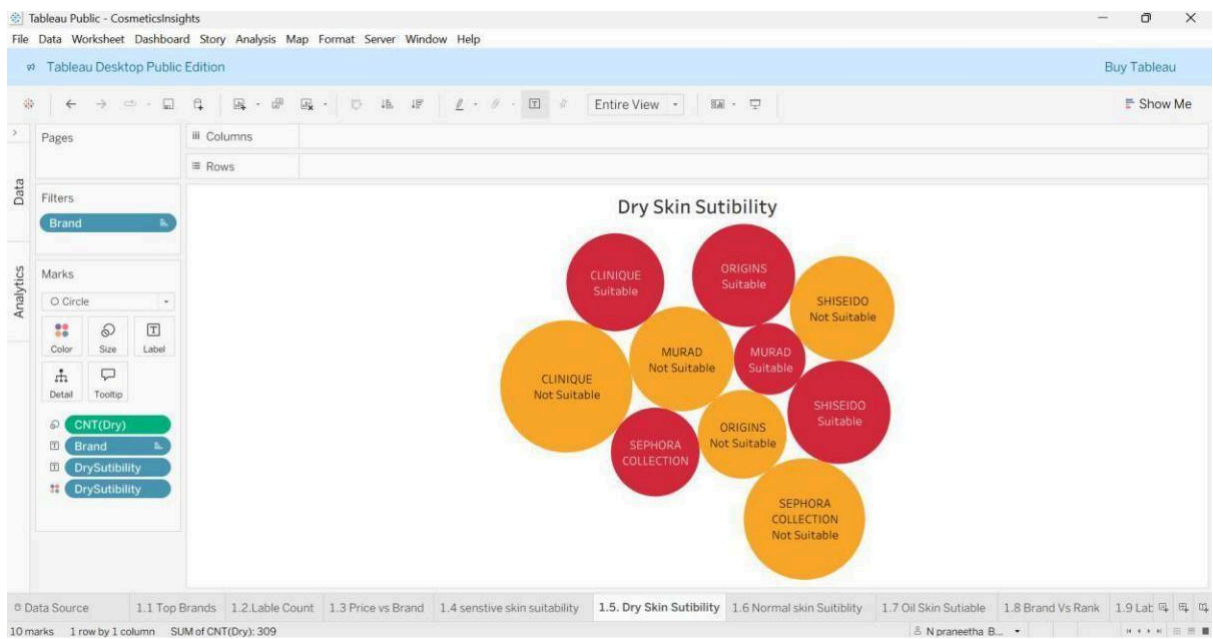 Tableau Public - CosmeticsInsights
File Data Worksheet Dashboard Story Analysis Map Format Server Window Help
Tableau Desktop Public Edition
Buy Tableau
Entire View
Show Me
Pages
Columns
Rows
Data
Analytics
Filters
Brand
Marks
Circle
Color Size Label
Detail Tooltip
CNT(Dry)
Brand
DrySutibility
DrySutibility
Dry Skin Sutibility
CLINIQUE
Suitable
ORIGINS
Suitable
SHISEIDO
Not Suitable
MURAD
Not Suitable
MURAD
Suitable
CLINIQUE
Not Suitable
SHISEIDO
Suitable
ORIGINS
Not Suitable
SEPHORA
COLLECTION
SEPHORA
COLLECTION
Not Suitable
Data Source 1.1 Top Brands 1.2.Lable Count 1.3 Price vs Brand 1.4 senstive skin suitability 1.5. Dry Skin Sutibility 1.6 Normal skin Suitiblity 1.7 Oil Skin Sutiable 1.8 Brand Vs Rank 1.9 Lat
10 marks 1 row by 1 column SUM of CNT(Dry): 309
N praneetha B...